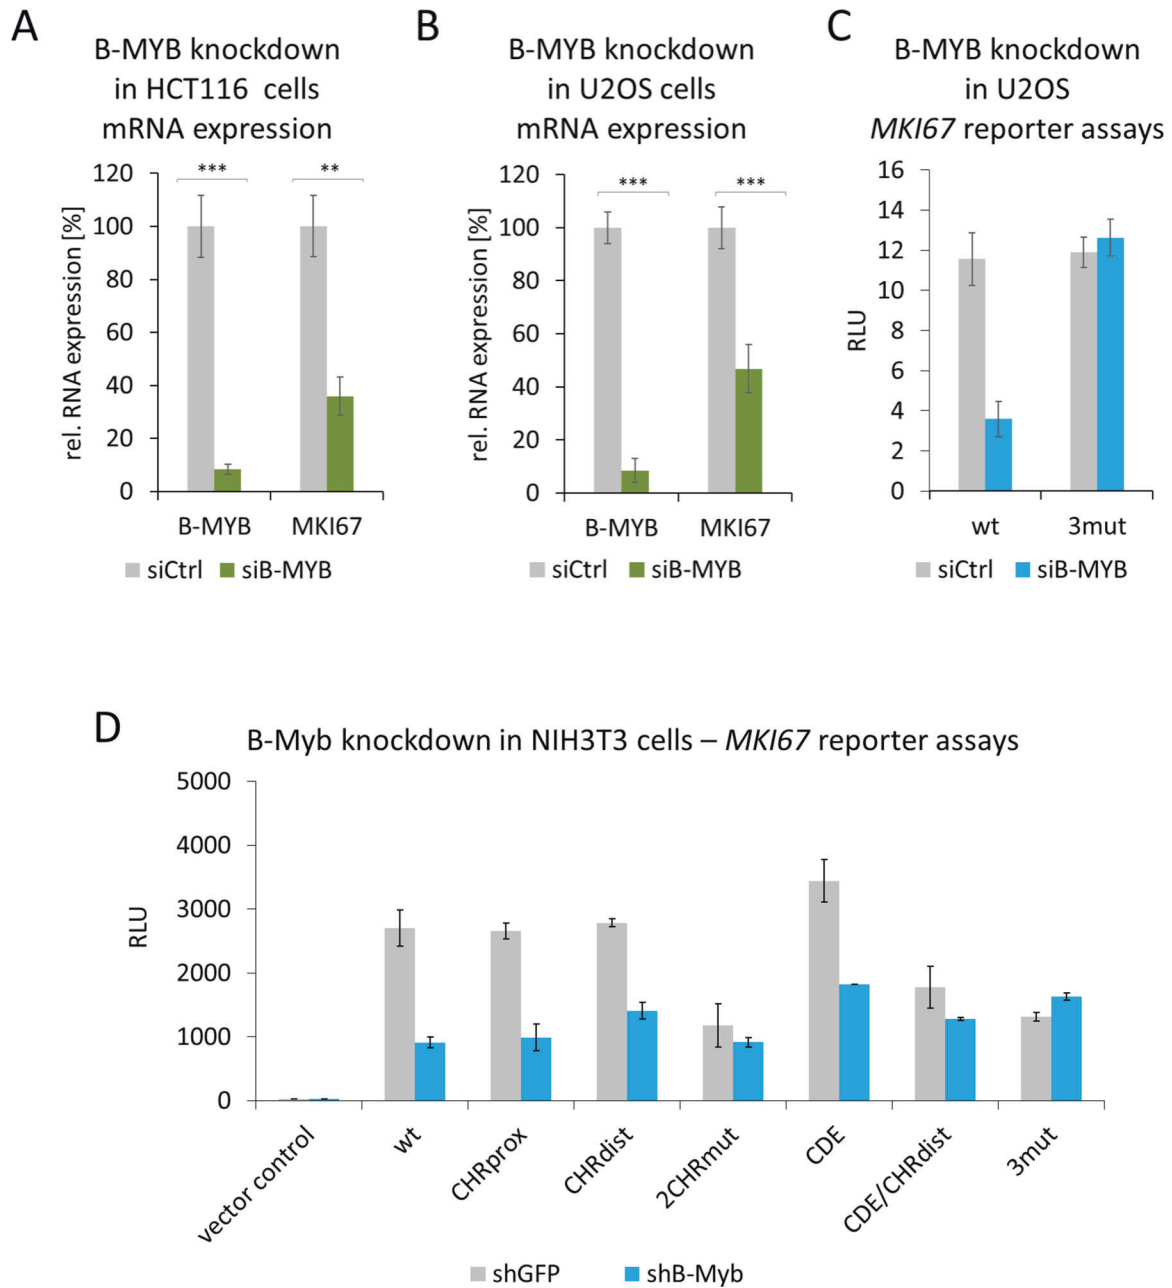 A
B-MYB knockdown
in HCT116 cells
mRNA expression
*** **
120
100
80
60
40
20
0
rel. RNA expression [%]
B-MYB MKI67
siCtrl siB-MYB
B
B-MYB knockdown
in U2OS cells
mRNA expression
*** ***
120
100
80
60
40
20
0
rel. RNA expression [%]
B-MYB MKI67
siCtrl siB-MYB
C
B-MYB knockdown
in U2OS
MKI67 reporter assays
16
14
12
10
8
6
4
2
0
RLU
wt 3mut
siCtrl siB-MYB
D
B-Myb knockdown in NIH3T3 cells – MKI67 reporter assays
5000
4000
3000
2000
1000
0
RLU
vector control
wt
CHRprox
CHRdist
2CHRmut
CDE
CDE/CHRdist
3mut
shGFP shB-Myb